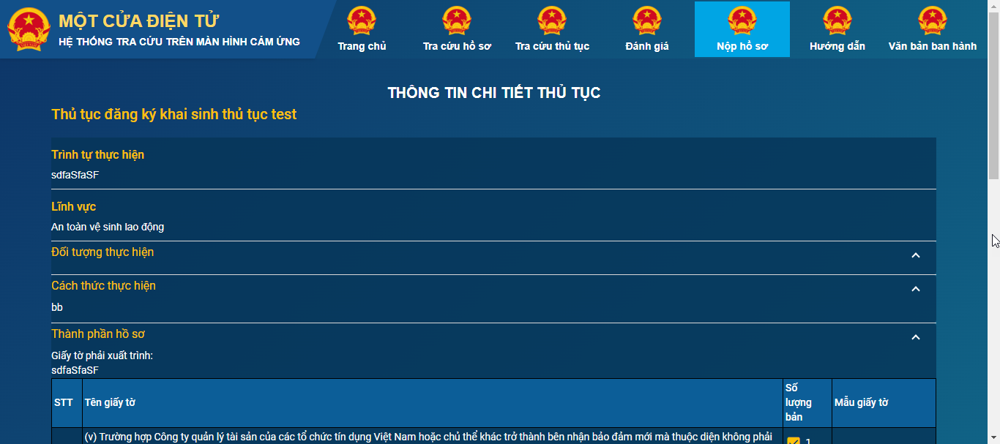 MỘT CỬA ĐIỆN TỬ
HỆ THỐNG TRA CỨU TRÊN MÀN HÌNH CẢM ỨNG
Trang chủ
Tra cứu hồ sơ
Tra cứu thủ tục
Đánh giá
Nộp hồ sơ
Hướng dẫn
Văn bản ban hành
THÔNG TIN CHI TIẾT THỦ TỤC
Thủ tục đăng ký khai sinh thủ tục test
Trình tự thực hiện
sdfaSfaSF
Lĩnh vực
An toàn vệ sinh lao động
Đối tượng thực hiện
Cách thức thực hiện
bb
Thành phần hồ sơ
Giấy tờ phải xuất trình:
sdfaSfaSF
STT
Tên giấy tờ
Số
lượng
bản
Mẫu giấy tờ
(v) Trường hợp Công ty quản lý tài sản của các tổ chức tín dụng Việt Nam hoặc chủ thể khác trở thành bên nhận bảo đảm mới mà thuộc diện không phải
1